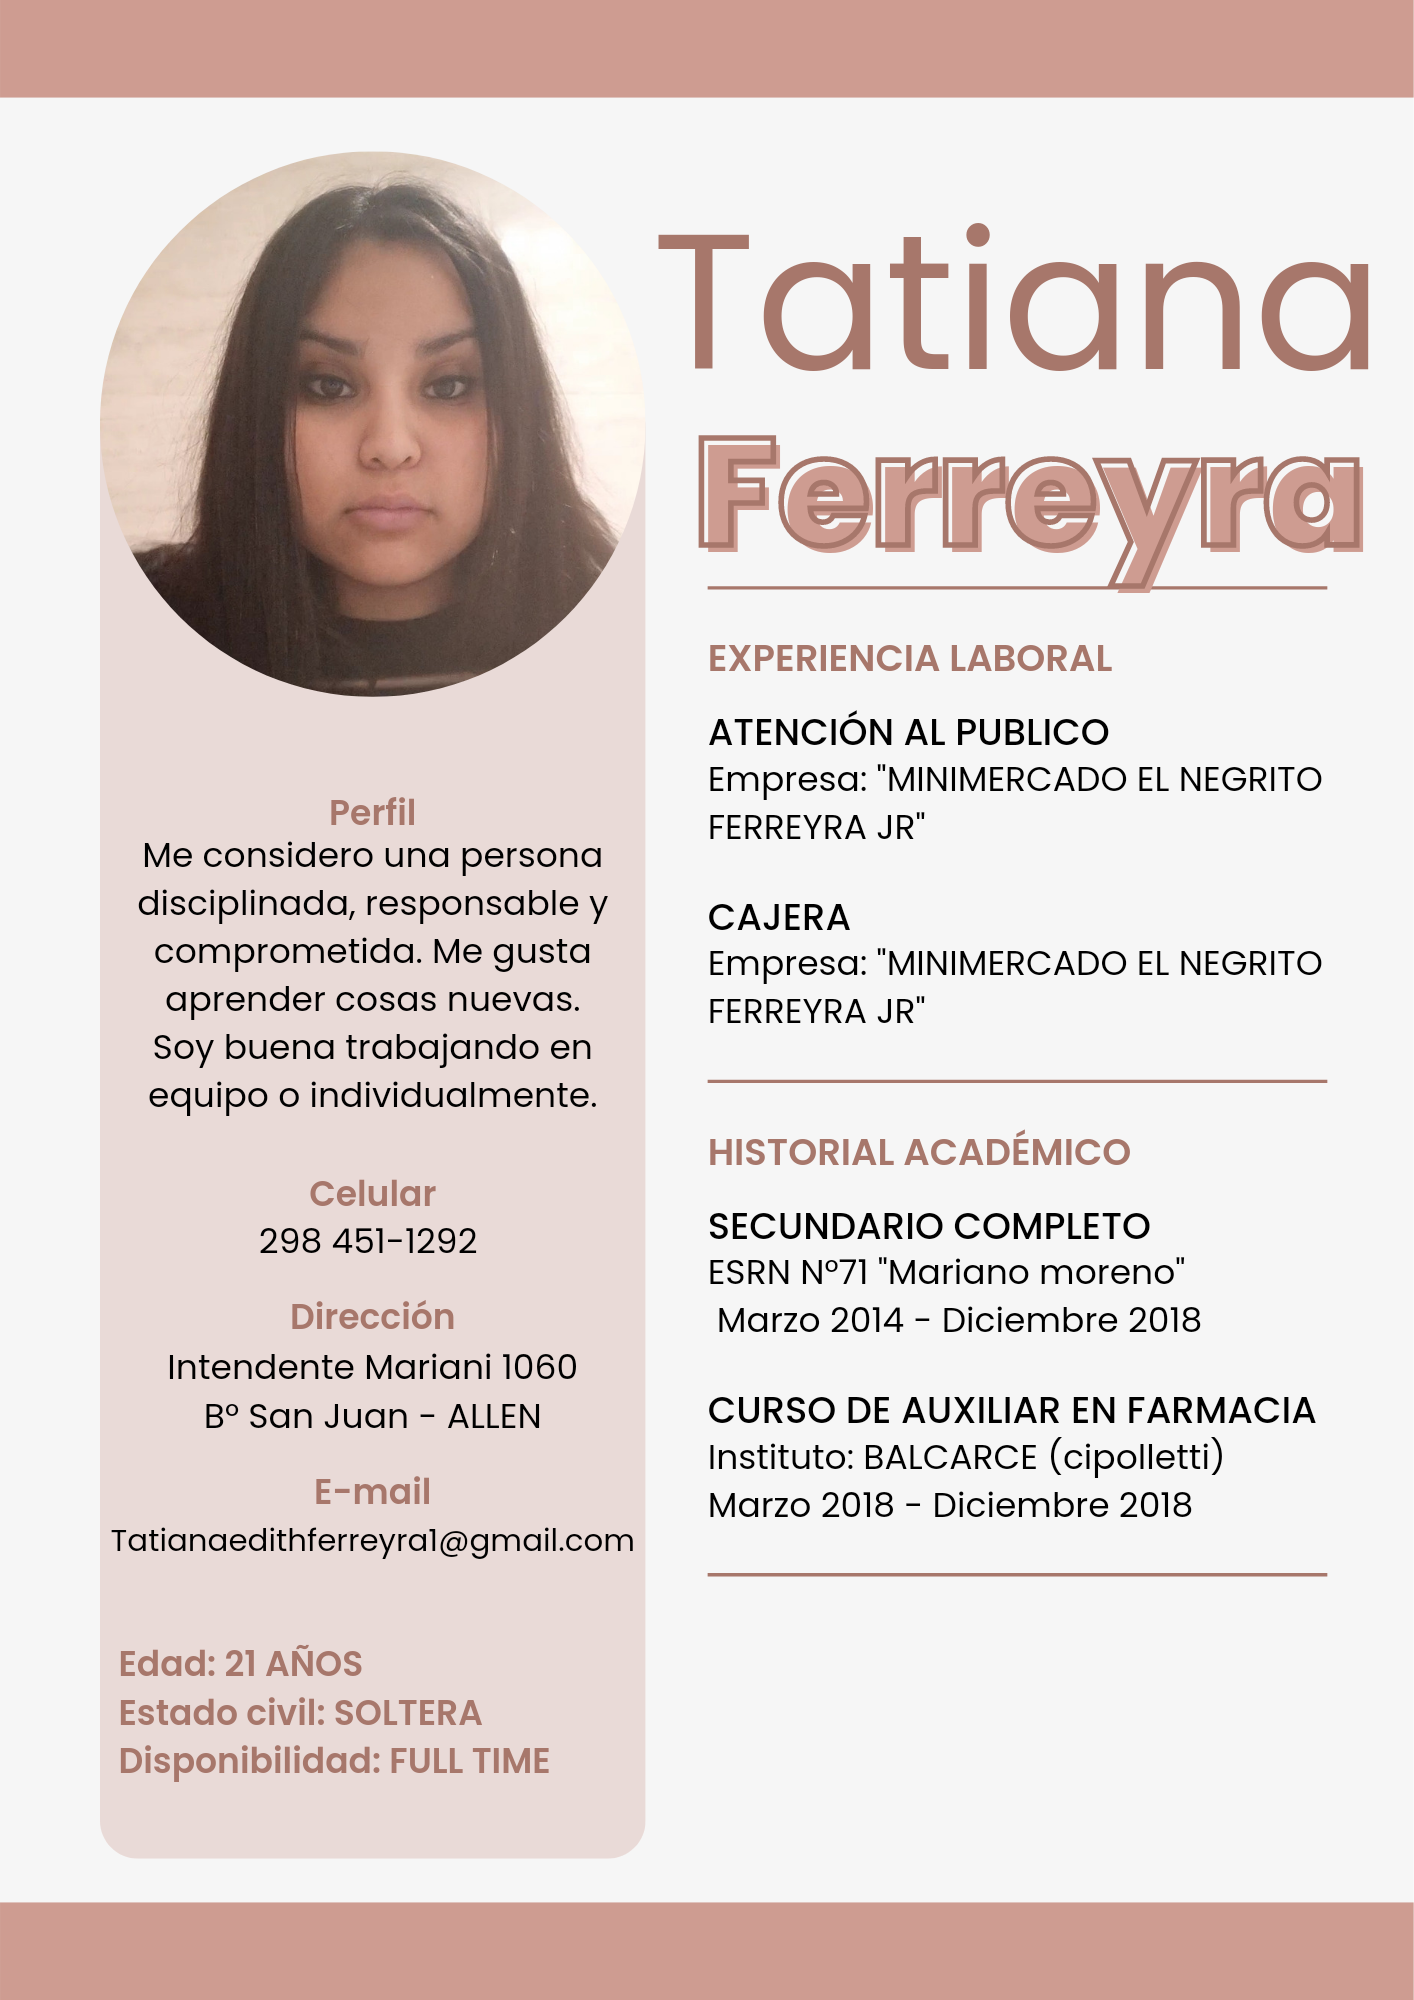 Tatiana
Ferreyra
Perfil
Me considero una persona
disciplinada, responsable y
comprometida. Me gusta
aprender cosas nuevas.
Soy buena trabajando en
equipo o individualmente.
Celular
298 451-1292
Dirección
Intendente Mariani 1060
B° San Juan - ALLEN
E-mail
Tatianaedithferreyra1@gmail.com
Edad: 21 AÑOS
Estado civil: SOLTERA
Disponibilidad: FULL TIME
EXPERIENCIA LABORAL
ATENCIÓN AL PUBLICO
Empresa: "MINIMERCADO EL NEGRITO
FERREYRA JR"
CAJERA
Empresa: "MINIMERCADO EL NEGRITO
FERREYRA JR"
HISTORIAL ACADÉMICO
SECUNDARIO COMPLETO
ESRN N°71 "Mariano moreno"
Marzo 2014 - Diciembre 2018
CURSO DE AUXILIAR EN FARMACIA
Instituto: BALCARCE (cipolletti)
Marzo 2018 - Diciembre 2018